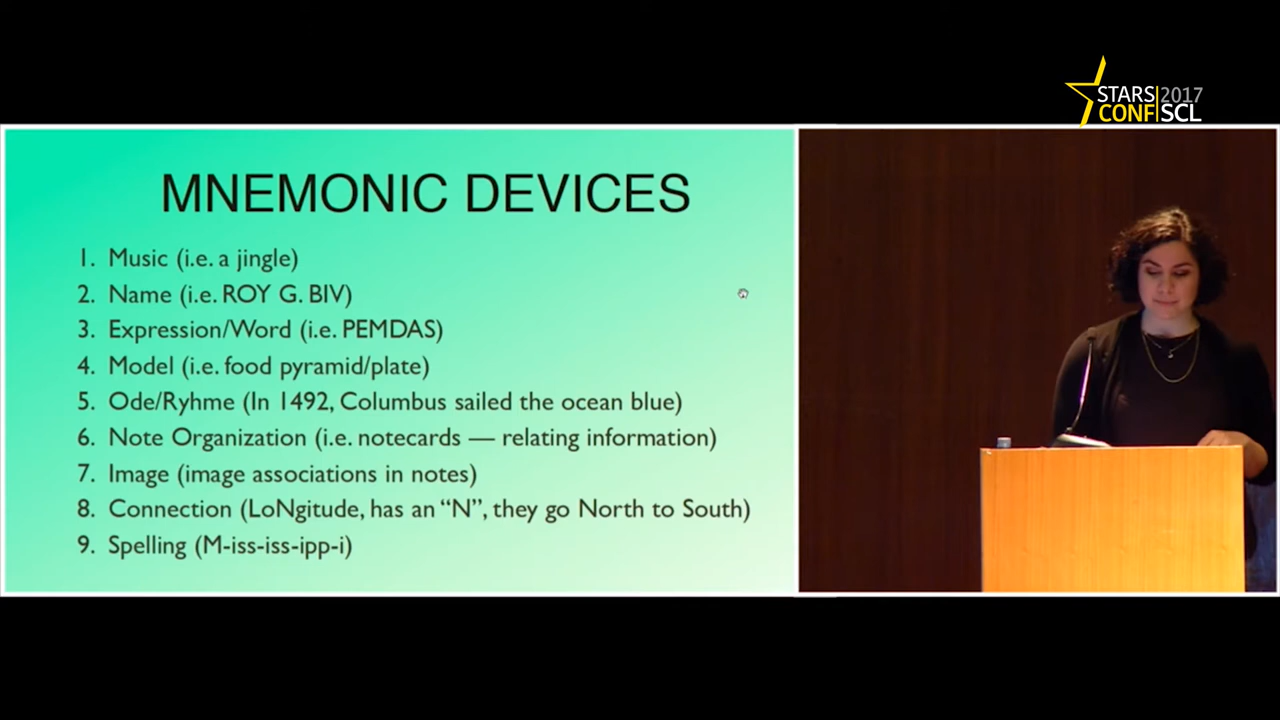 STARS 2017
CONF SCL
MNEMONIC DEVICES
1. Music (i.e. a jingle)
2. Name (i.e. ROY G. BIV)
3. Expression/Word (i.e. PEMDAS)
4. Model (i.e. food pyramid/plate)
5. Ode/Ryhme (In 1492, Columbus sailed the ocean blue)
6. Note Organization (i.e. notecards — relating information)
7. Image (image associations in notes)
8. Connection (LoNgitude, has an “N”, they go North to South)
9. Spelling (M-iss-iss-ipp-i)